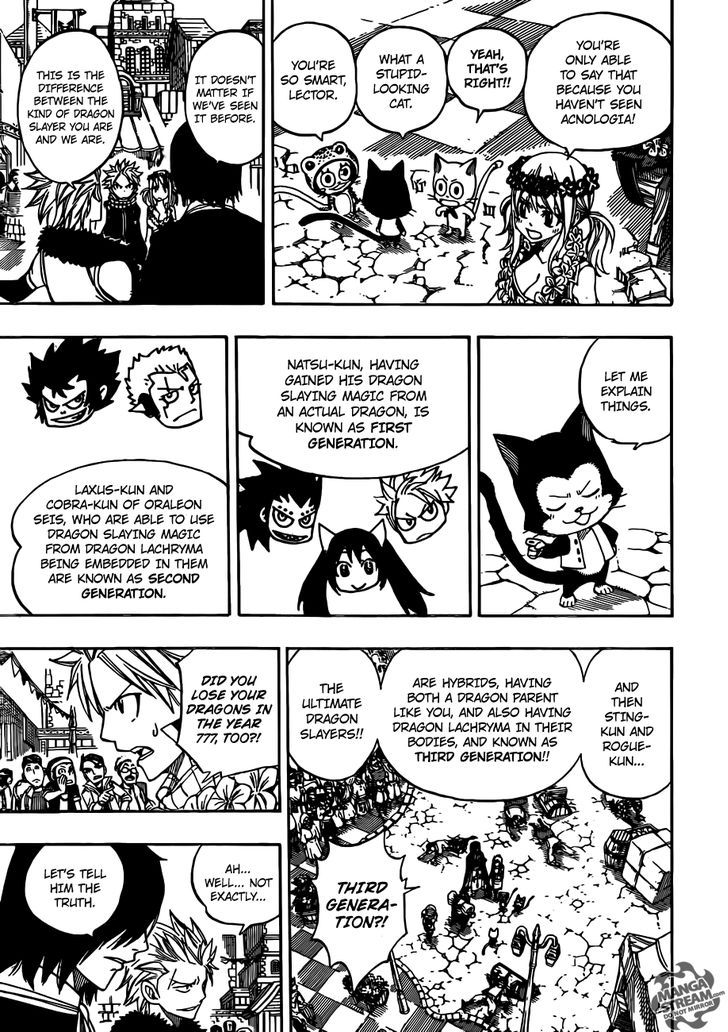 YOU'RE
ONLY ABLE
TO SAY THAT
BECAUSE YOU
HAVEN'T SEEN
ACNOLOGIA!
YEAH,
THAT'S
RIGHT!!
WHAT A
STUPID-
LOOKING
CAT.
YOU'RE
SO SMART,
LECTOR.
IT DOESN'T
MATTER IF
WE'VE SEEN
IT BEFORE.
THIS IS THE
DIFFERENCE
BETWEEN THE
KIND OF DRAGON
SLAYER YOU ARE
AND WE ARE.
LET ME
EXPLAIN
THINGS.
NATSU-KUN, HAVING
GAINED HIS DRAGON
SLAYING MAGIC FROM
AN ACTUAL DRAGON, IS
KNOWN AS FIRST
GENERATION.
LAXUS-KUN AND
COBRA-KUN OF ORALEON
SEIS, WHO ARE ABLE TO USE
DRAGON SLAYING MAGIC
FROM DRAGON LACHRYMA
BEING EMBEDDED IN THEM
ARE KNOWN AS SECOND
GENERATION.
AND
THEN
STING-
KUN AND
ROGUE-
KUN...
ARE HYBRIDS, HAVING
BOTH A DRAGON PARENT
LIKE YOU, AND ALSO HAVING
DRAGON LACHRYMA IN THEIR
BODIES, AND KNOWN AS
THIRD GENERATION!!
THE
ULTIMATE
DRAGON
SLAYERS!!
THIRD
GENERA-
TION?!
DID YOU
LOSE YOUR
DRAGONS IN
THE YEAR
777, TOO?!
AH...
WELL... NOT
EXACTLY...
LET'S TELL
HIM THE
TRUTH.
MANGA
STREAM.COM
DO NOT MIRROR!